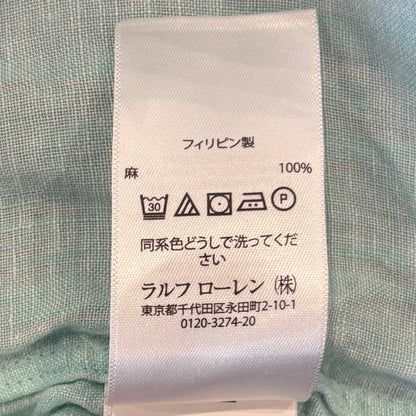 フィリピン製
麻 100%
30 P
同系色どうしで洗ってくだ
さい
ラルフ ローレン (株)
東京都千代田区永田町2-10-1
0120-3274-20